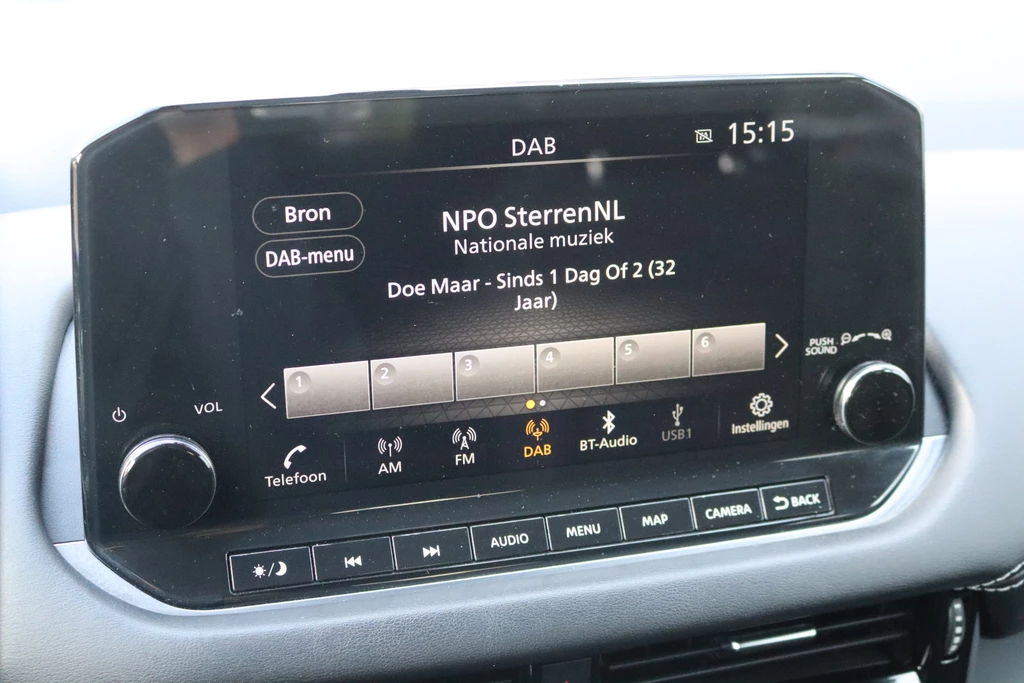 DAB
TA
15:15
Bron
DAB-menu
NPO SterrenNL
Nationale muziek
Doe Maar - Sinds 1 Dag Of 2 (32
Jaar)
1 2 3 4 5 6
PUSH
SOUND
VOL
Telefoon
AM
FM
DAB
BT-Audio
USB1
Instellingen
AUDIO
MENU
MAP
CAMERA
BACK